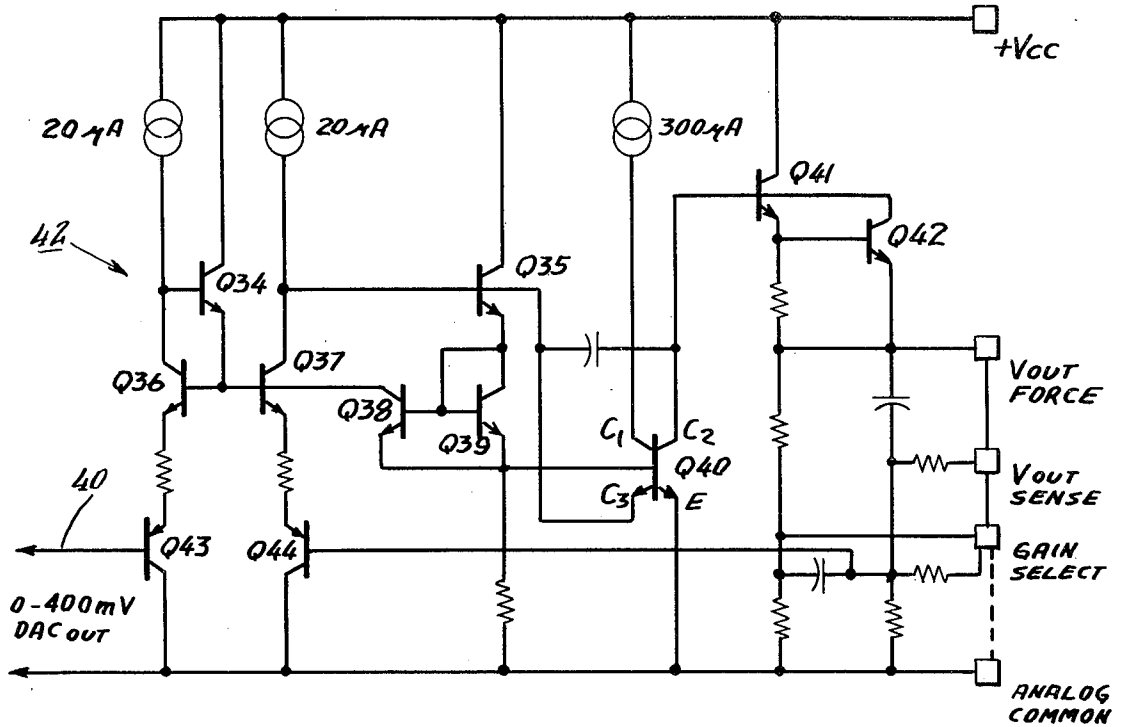 +VCC
20μA
20μA
300μA
Q41
42
Q34
Q35
Q42
Q36
Q37
Q38
Q39
C1
C2
Q40
C3
E
VOUT
FORCE
VOUT
SENSE
40
Q43
Q44
GAIN
SELECT
0-400mV
DAC OUT
ANALOG
COMMON